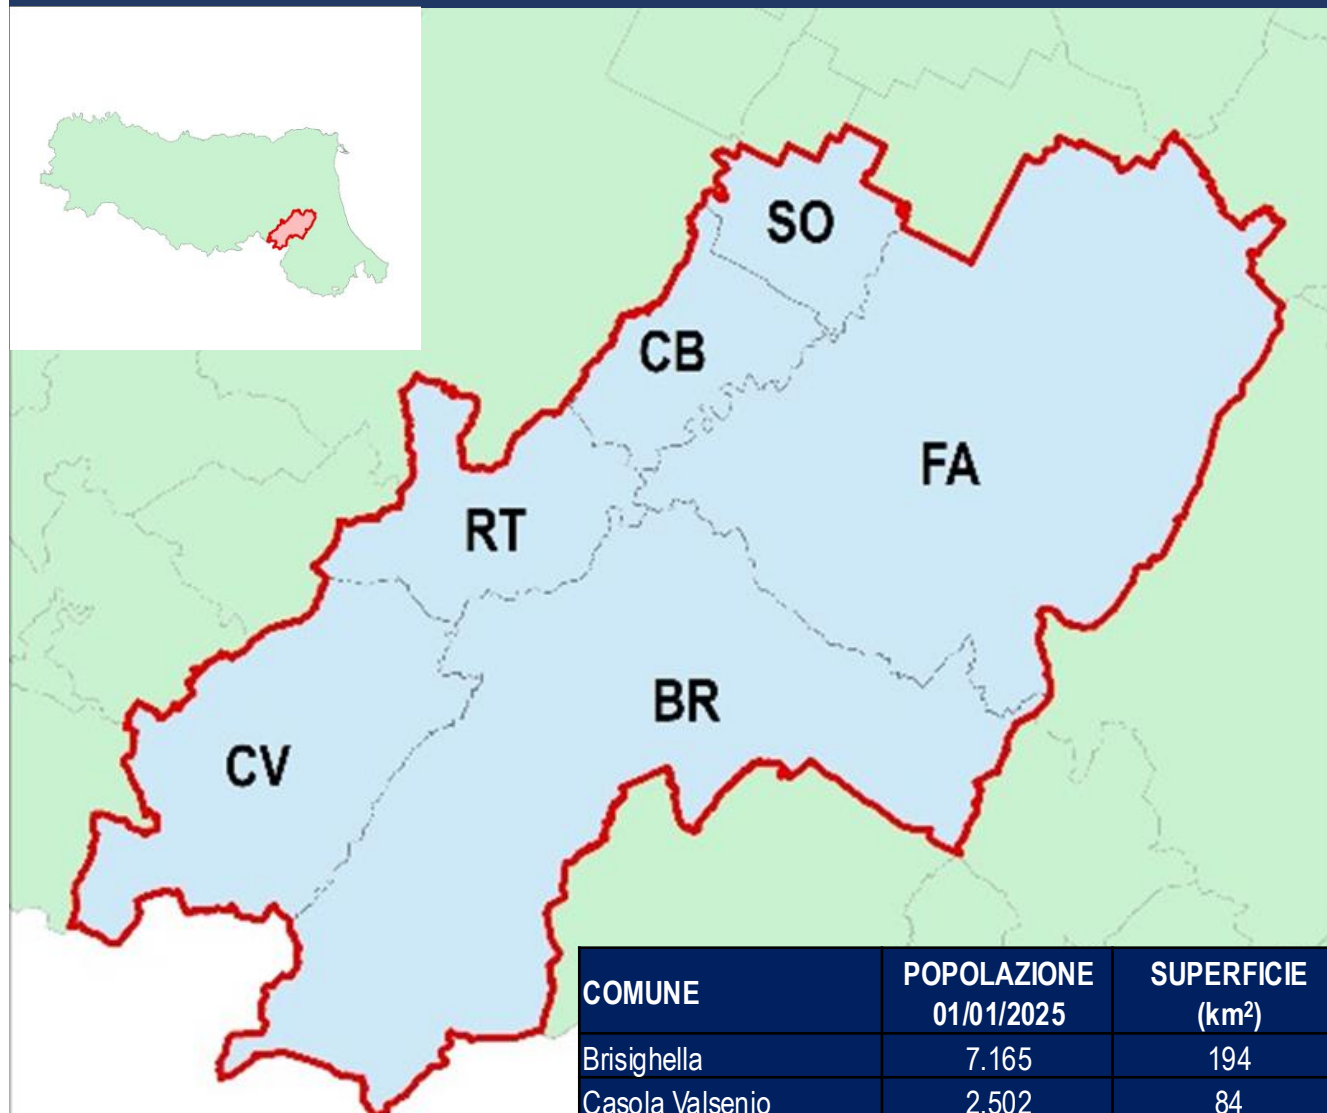 SO
CB
FA
RT
BR
CV
COMUNE POPOLAZIONE 01/01/2025 SUPERFICIE (km²)
Brisighella 7.165 194
Casola Valsenio 2.502 84